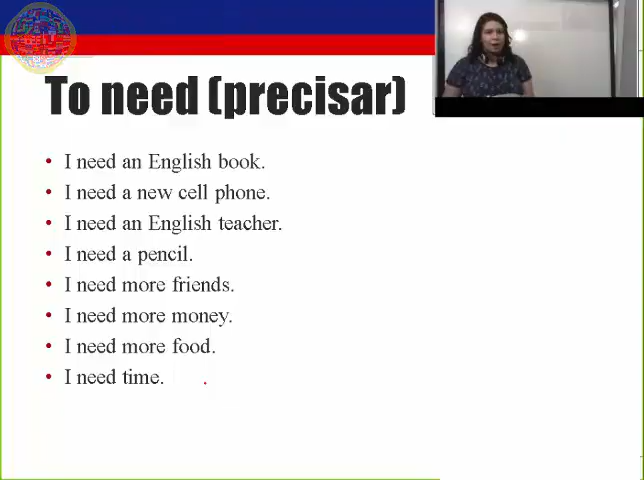 To need (precisar)
• I need an English book.
• I need a new cell phone.
• I need an English teacher.
• I need a pencil.
• I need more friends.
• I need more money.
• I need more food.
• I need time.